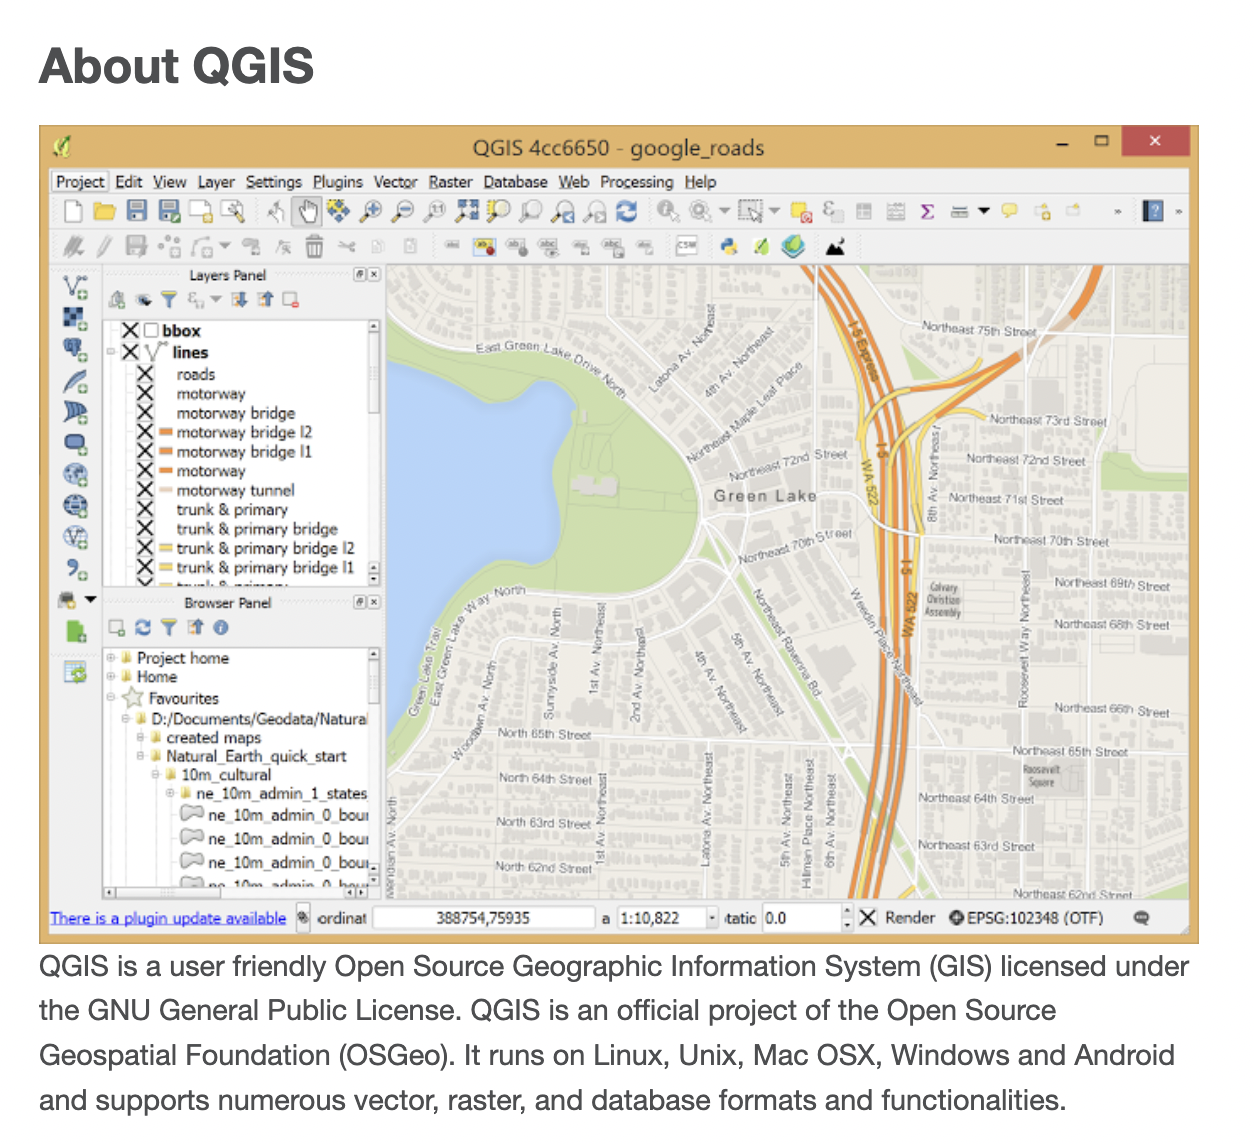 About QGIS
QGIS 4cc6650 - google_roads
Project Edit View Layer Settings Plugins Vector Raster Database Web Processing Help
CSW
Layers Panel
bbox
lines
roads
motorway
motorway bridge
motorway bridge l2
motorway bridge l1
motorway
motorway tunnel
trunk & primary
trunk & primary bridge
trunk & primary bridge l2
trunk & primary bridge l1
Browser Panel
Project home
Home
Favourites
D:/Documents/Geodata/Natural
created maps
Natural_Earth_quick_start
10m_cultural
ne_10m_admin_1_states
ne_10m_admin_0_bour
ne_10m_admin_0_bour
ne_10m_admin_0_bour
I-5 Express
Northeast 75th Street
East Green Lake Drive North
Latona Av. Northeast
4th Av. Northeast
Northeast Maple Leaf Place
Northeast 73rd Street
Northeast 72nd Street
Northeast 72nd Street
I-5
WA 522
8th Av. Northeast
Green Lake
Northeast 71st Street
Northeast 70th Street
Northeast 70th Street
I-5
WA 522
Calvary
Christian
Assembly
Northeast 69th Street
Northeast 68th Street
Roosevelt Way Northeast
Weedin Place Northeast
Northeast Ravenna Bd.
East Green Lake Way North
Green Lake Trail
Woodlawn Av. North
Sunnyside Av. North
1st Av. Northeast
2nd Av. Northeast
4th Av. Northeast
5th Av. Northeast
Northeast 66th Street
North 65th Street
Northeast 65th Street
Roosevelt
Square
North 64th Street
Northeast 64th Street
North 63rd Street
1st Av. Northeast
Latona Av. Northeast
5th Av. Northeast
Hillman Place Northeast
6th Av. Northeast
Northeast 63rd Street
North 62nd Street
Northeast 62nd Street
Meridian Av. North
There is a plugin update available ordinat 388754,75935 a 1:10,822 tatic 0.0 Render EPSG:102348 (OTF)
QGIS is a user friendly Open Source Geographic Information System (GIS) licensed under
the GNU General Public License. QGIS is an official project of the Open Source
Geospatial Foundation (OSGeo). It runs on Linux, Unix, Mac OSX, Windows and Android
and supports numerous vector, raster, and database formats and functionalities.